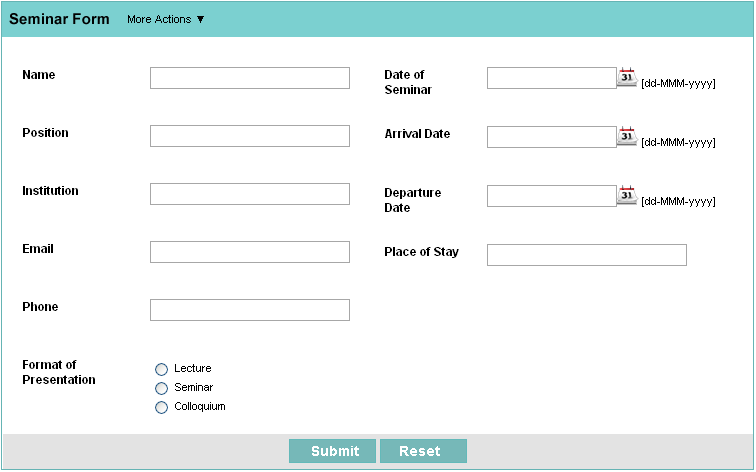 Seminar Form More Actions ▼
Name
Position
Institution
Email
Phone
Format of
Presentation
Lecture
Seminar
Colloquium
Date of
Seminar
31 [dd-MMM-yyyy]
Arrival Date
31 [dd-MMM-yyyy]
Departure
Date
31 [dd-MMM-yyyy]
Place of Stay
Submit Reset